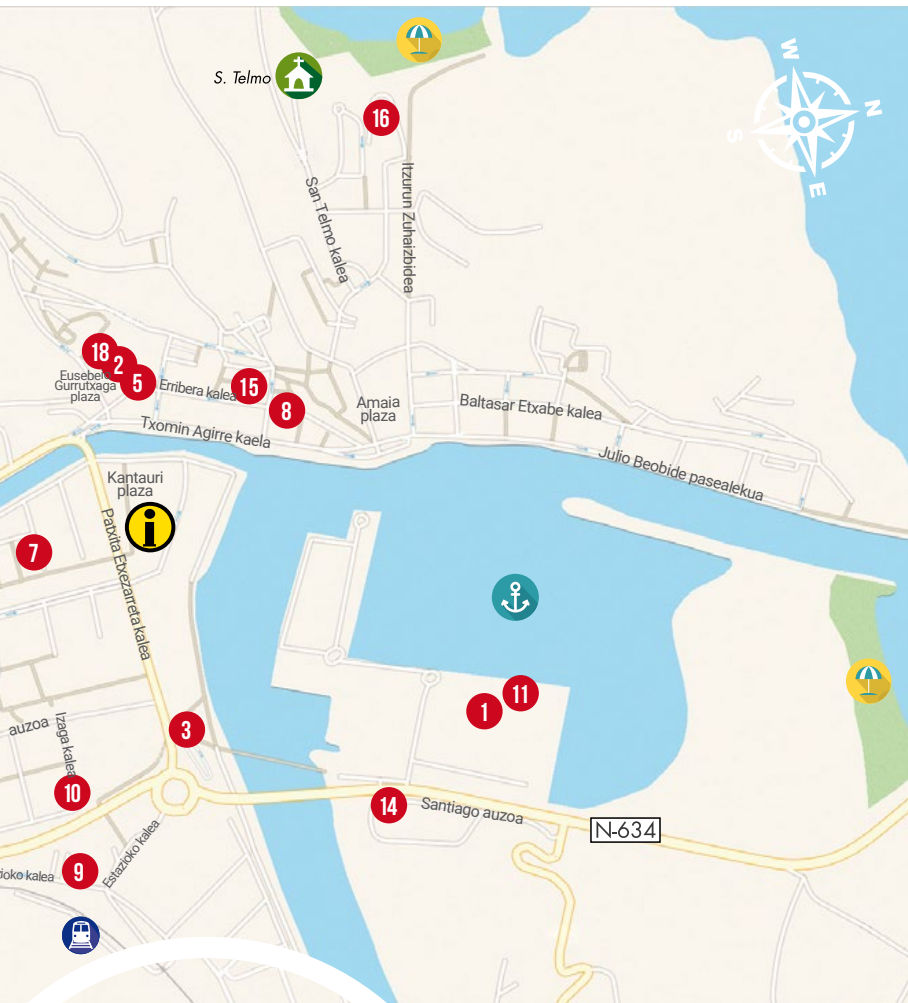 W
N
S
E
S. Telmo
16
San Telmo kalea
Itzurun Zuhaizbidea
18
2
5
Eusebe
Gurrutxaga
plaza
Erribera kalea
15
8
Amaia
plaza
Baltasar Etxabe kalea
Txomin Agirre kaela
Julio Beobide pasealekua
Kantauri
plaza
i
7
Patxita Etxezarreta kalea
11
1
3
auzoa
Izaga kalea
10
14
Santiago auzoa
N-634
Estazioko kalea
9
ioko kalea